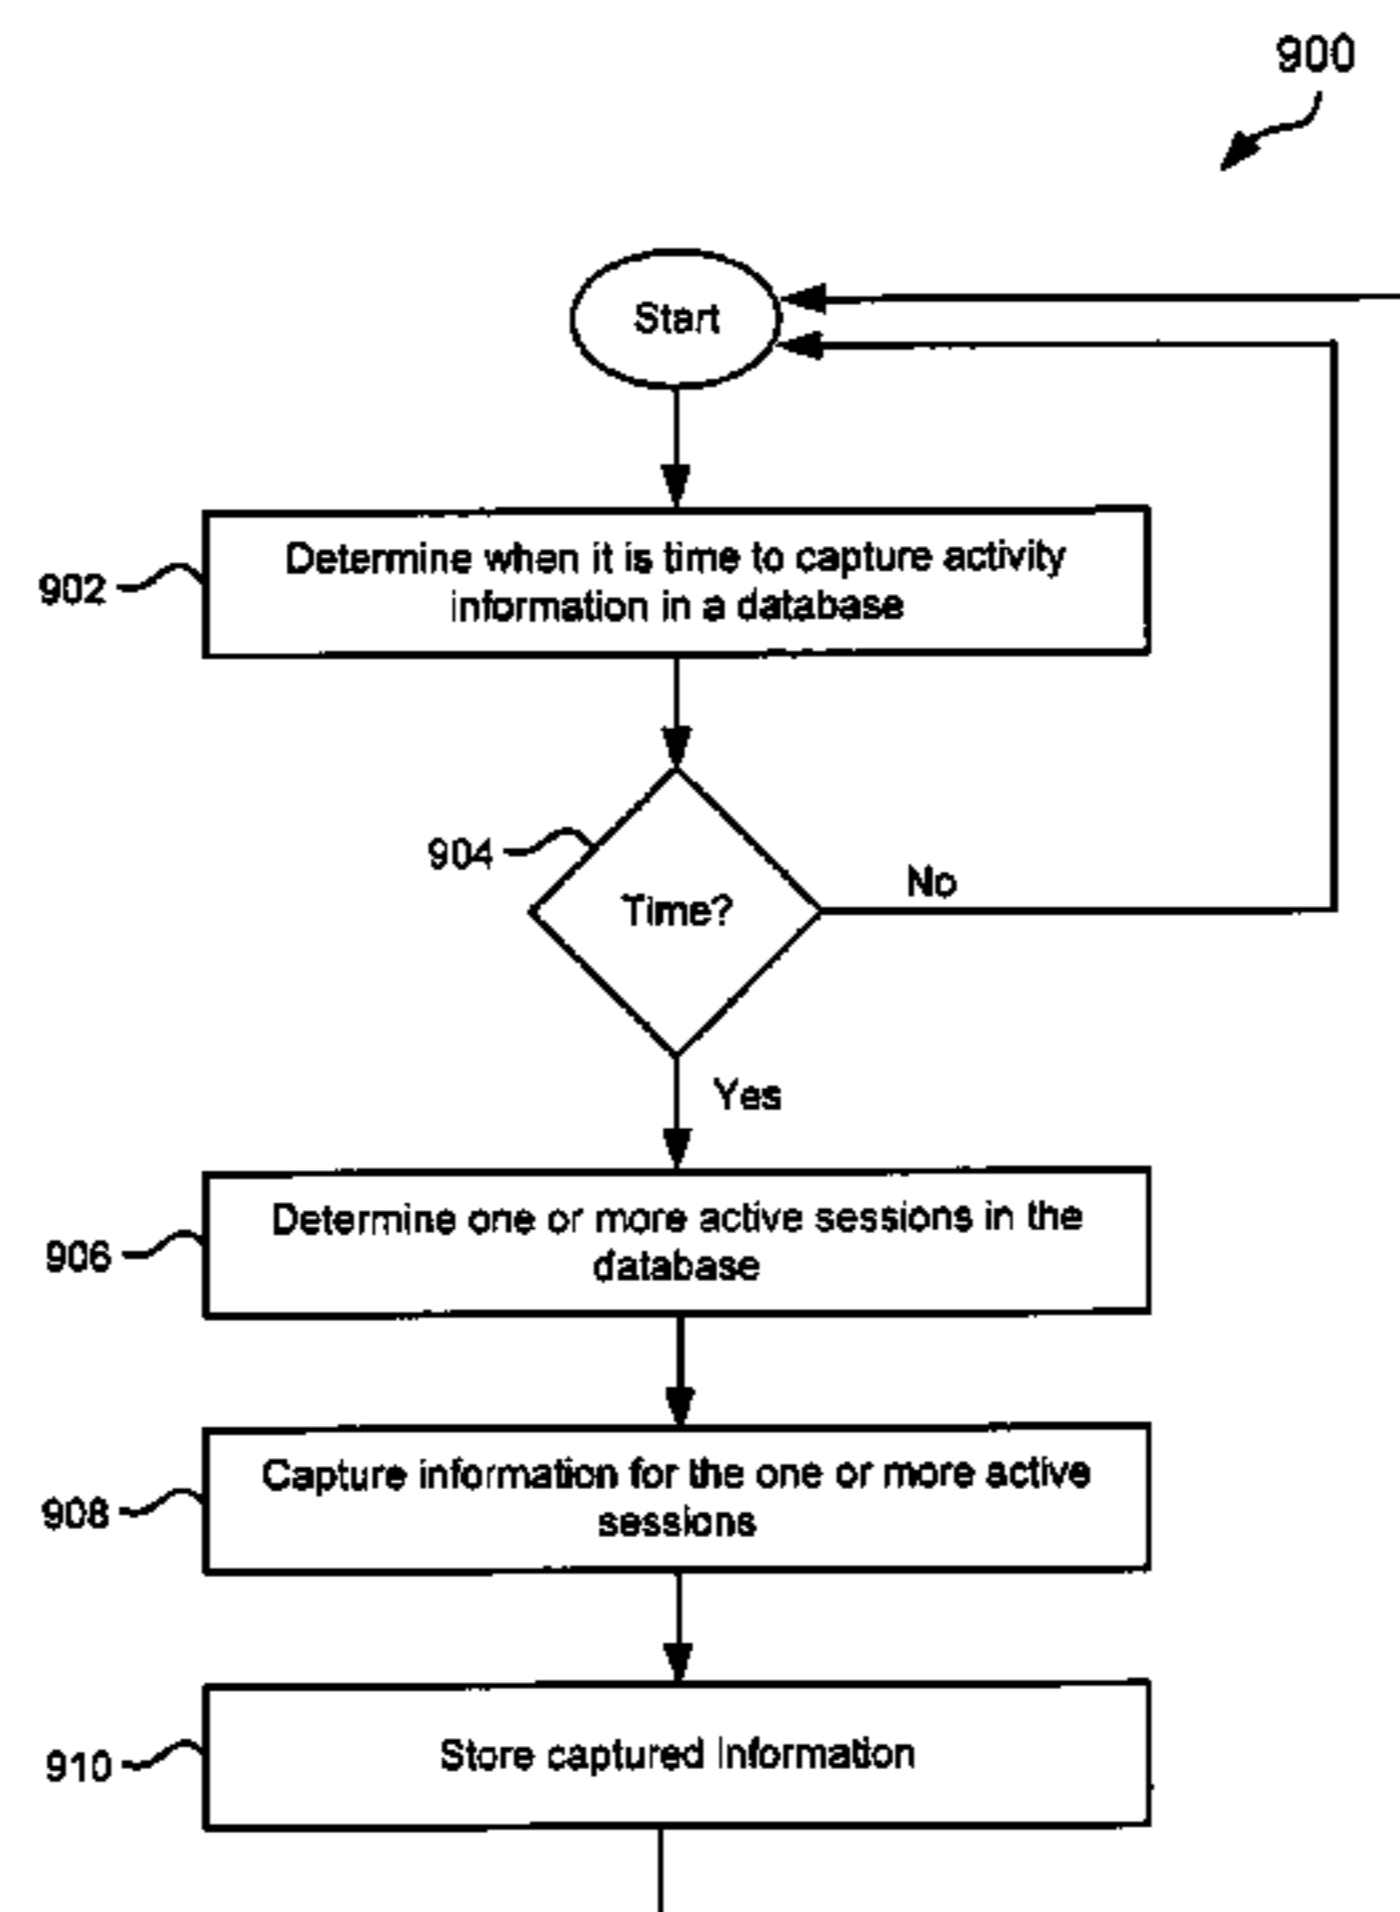 900
Start
Determine when it is time to capture activity
information in a database
902
904
Time?
No
Yes
Determine one or more active sessions in the
database
906
Capture information for the one or more active
sessions
908
Store captured Information
910